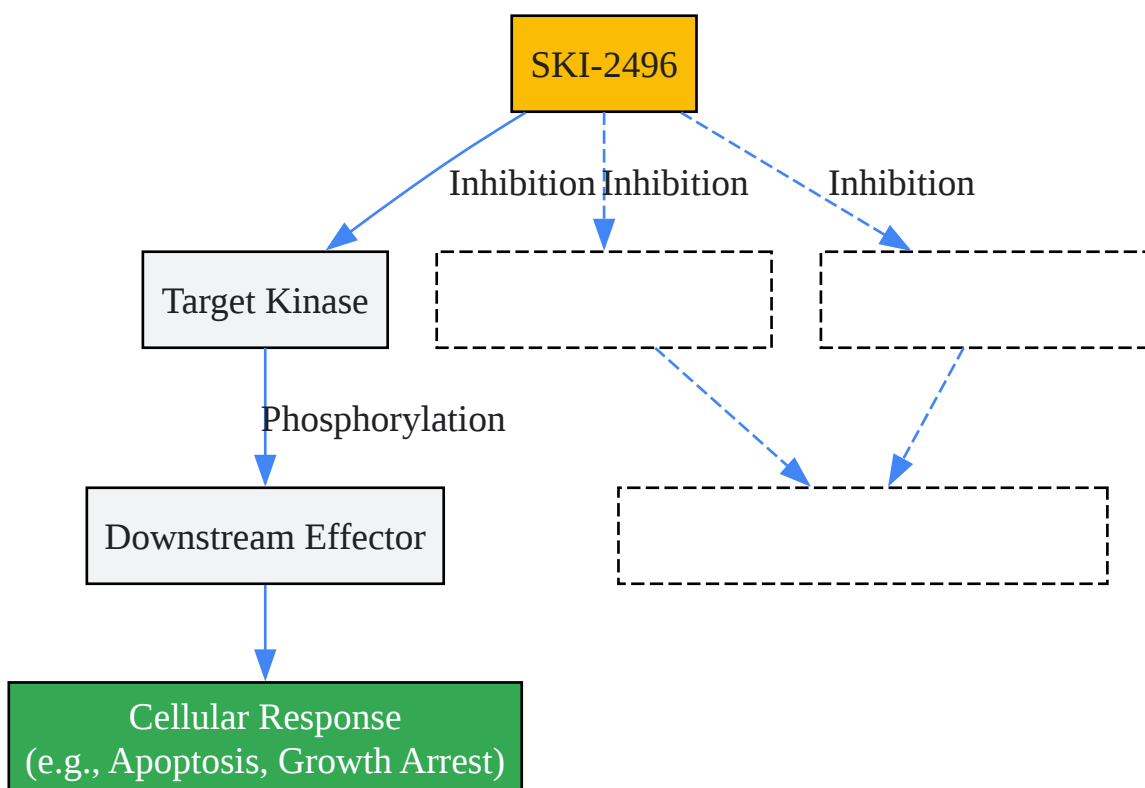 SKI-2496
Inhibition
Inhibition
Inhibition
Target Kinase
Phosphorylation
Downstream Effector
Cellular Response
(e.g., Apoptosis, Growth Arrest)